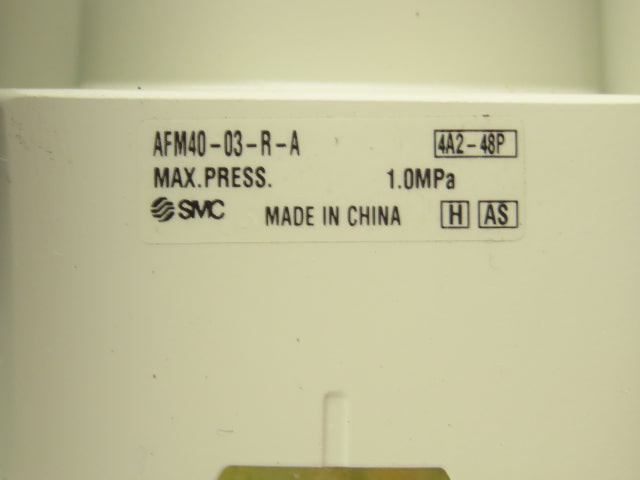 AFM40-03-R-A 4A2-48P
MAX.PRESS. 1.0MPa
SMC MADE IN CHINA H AS